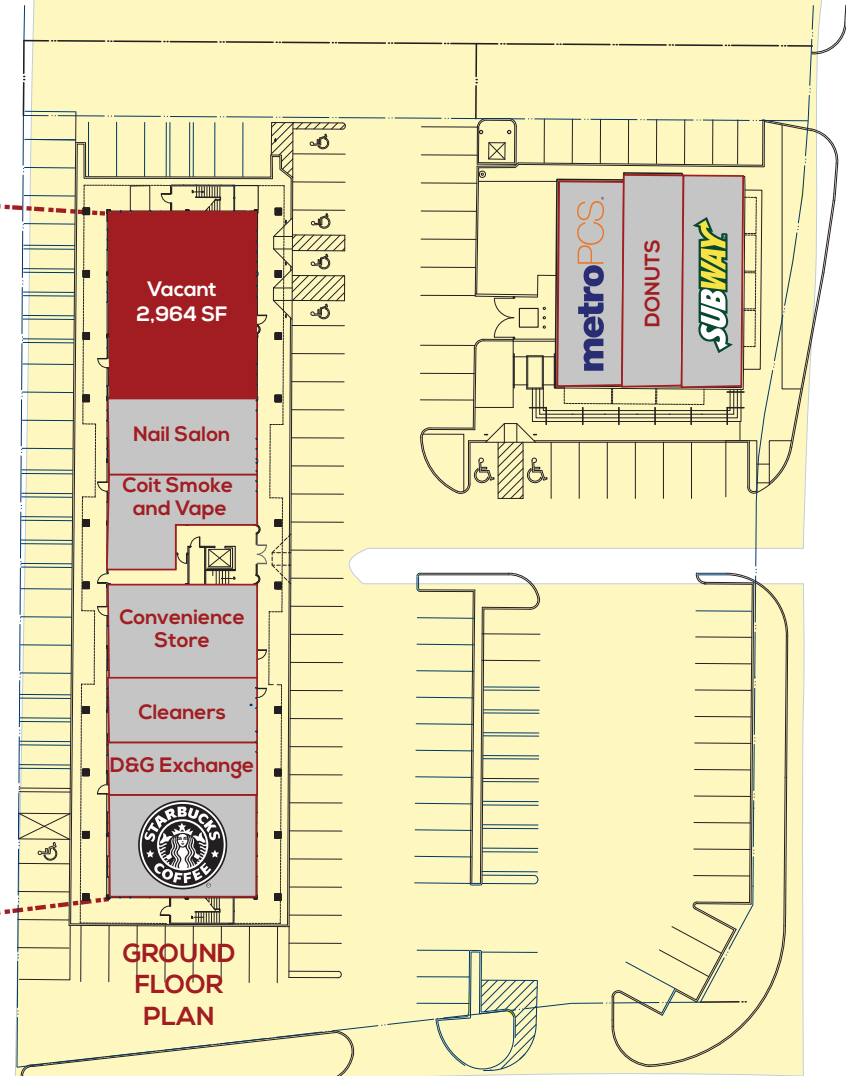 Vacant
2,964 SF
Nail Salon
Coit Smoke
and Vape
Convenience
Store
Cleaners
D&G Exchange
STARBUCKS
COFFEE
GROUND
FLOOR
PLAN
metroPCS.
DONUTS
SUBWAY